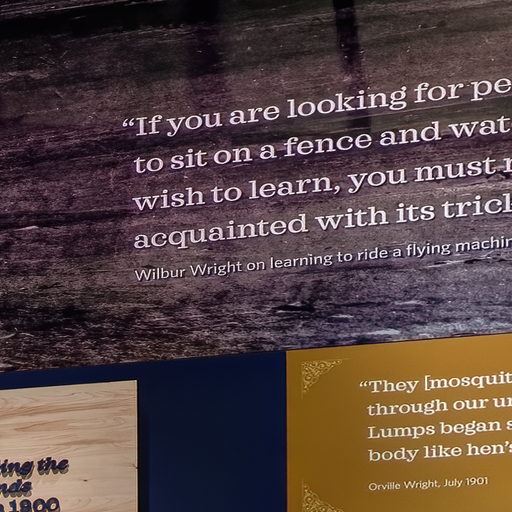 “If you are looking for pe
to sit on a fence and wat
wish to learn, you must
acquainted with its tric
Wilbur Wright on learning to ride a flying machin
“They [mosquit
through our un
Lumps began s
body like hen's
Orville Wright, July 1901
ing the
nds
1900